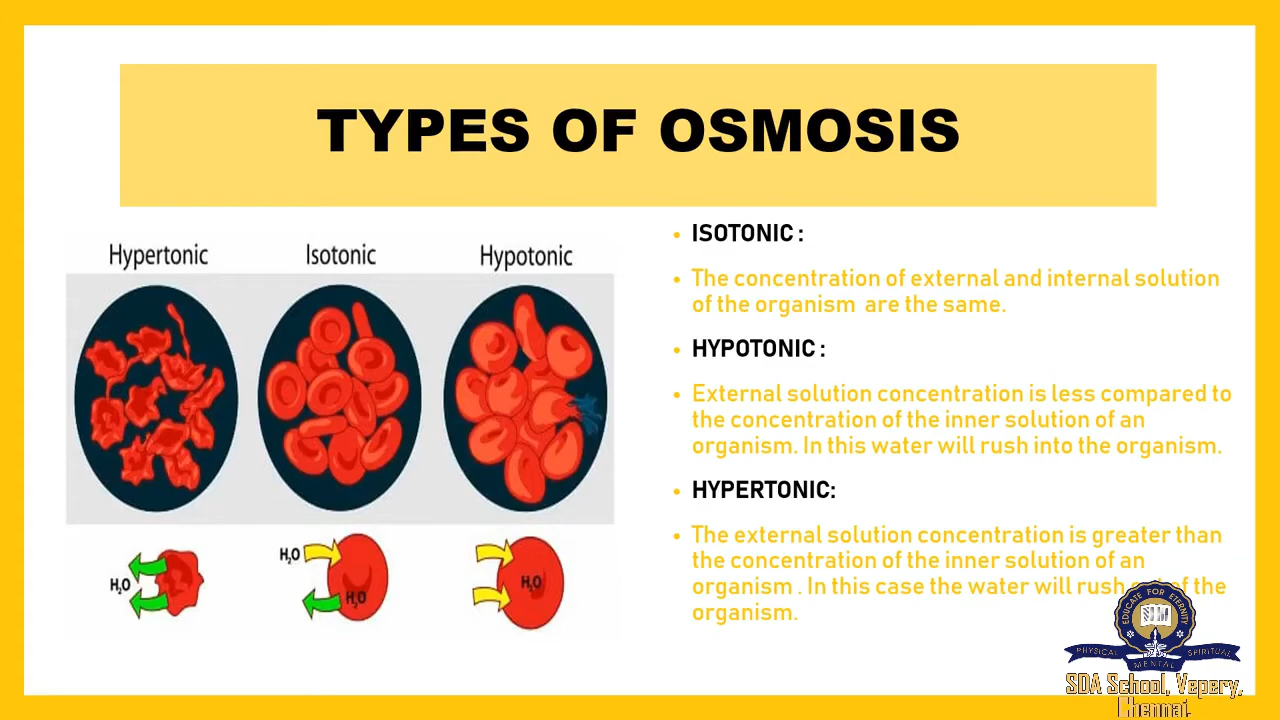 TYPES OF OSMOSIS
Hypertonic
Isotonic
Hypotonic
H₂O
H₂O
H₂O
H₂O
• ISOTONIC :
• The concentration of external and internal solution
of the organism are the same.
• HYPOTONIC :
• External solution concentration is less compared to
the concentration of the inner solution of an
organism. In this water will rush into the organism.
• HYPERTONIC:
• The external solution concentration is greater than
the concentration of the inner solution of an
organism . In this case the water will rush of the
organism.
EDUCATE FOR ETERNITY
PHYSICAL
MENTAL
SPIRITUAL
SDA School, Vepery,
Chennai.